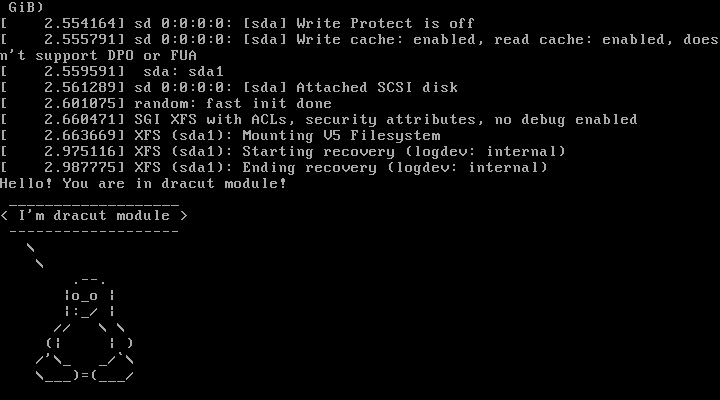 GiB)
[    2.554164] sd 0:0:0:0: [sda] Write Protect is off
[    2.555791] sd 0:0:0:0: [sda] Write cache: enabled, read cache: enabled, does
n't support DPO or FUA
[    2.559591]  sda: sda1
[    2.561289] sd 0:0:0:0: [sda] Attached SCSI disk
[    2.601075] random: fast init done
[    2.660471] SGI XFS with ACLs, security attributes, no debug enabled
[    2.663669] XFS (sda1): Mounting V5 Filesystem
[    2.975116] XFS (sda1): Starting recovery (logdev: internal)
[    2.987775] XFS (sda1): Ending recovery (logdev: internal)
Hello! You are in dracut module!
 ___________________
< I'm dracut module >
 -------------------
   \
    \
        .--.
       |o_o |
       |:_/ |
      //   \ \
     (|     | )
    /'\_   _/`\
    \___)=(___/